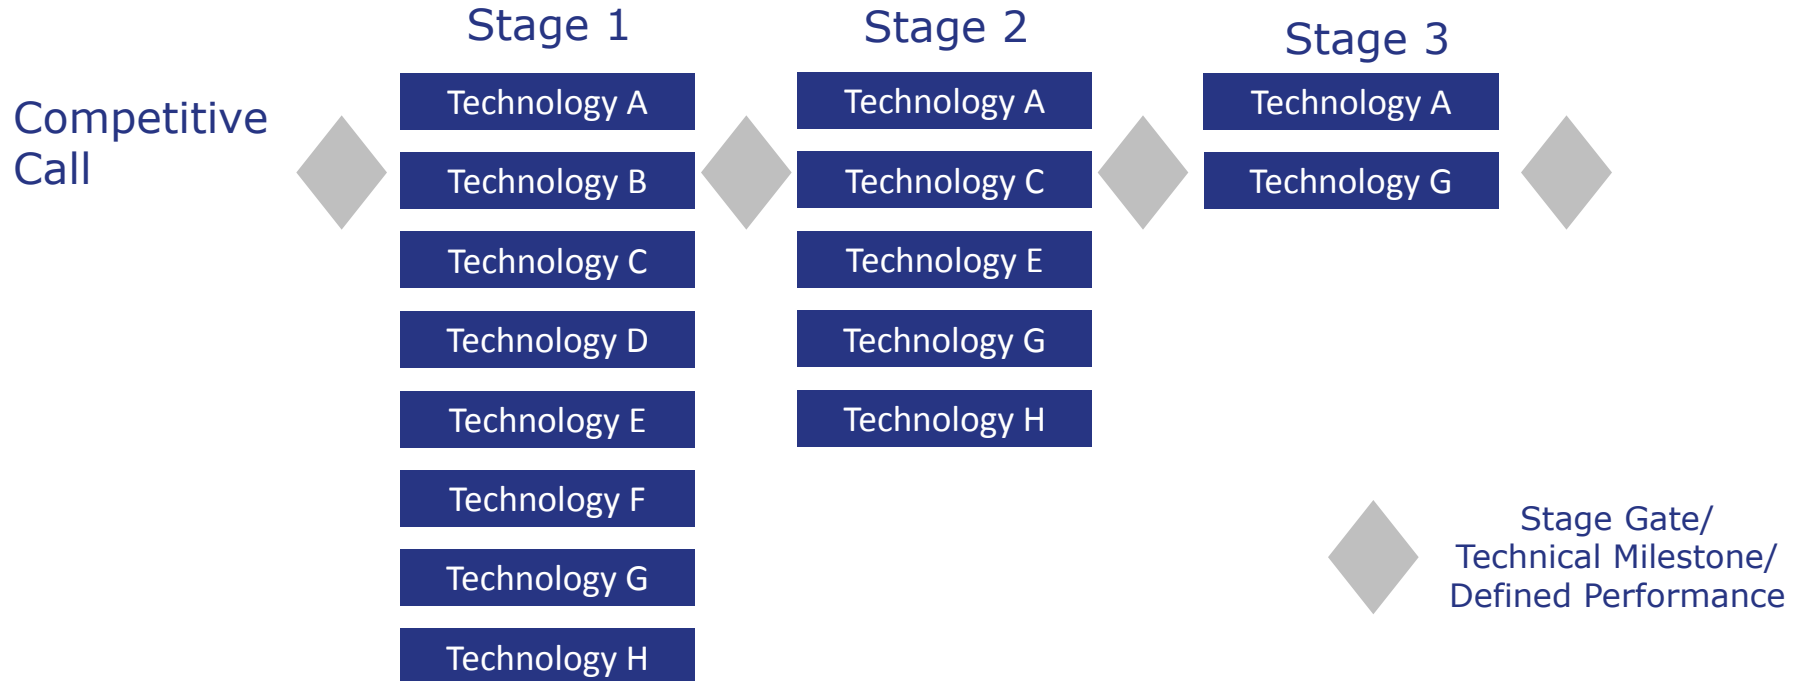 Competitive
Call
Stage 1
Technology A
Technology B
Technology C
Technology D
Technology E
Technology F
Technology G
Technology H
Stage 2
Technology A
Technology C
Technology E
Technology G
Technology H
Stage 3
Technology A
Technology G
Stage Gate/
Technical Milestone/
Defined Performance